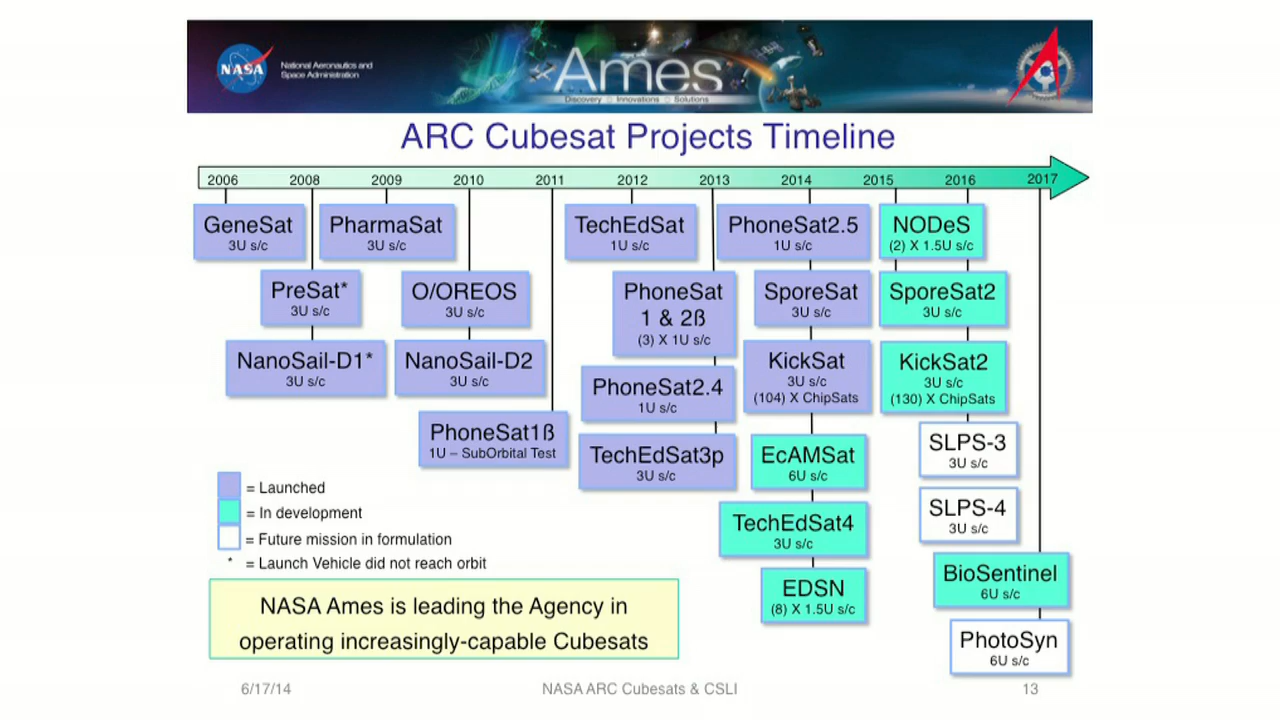 NASA
National Aeronautics and
Space Administration
Ames
Discovery □ Innovations □ Solutions
ARC Cubesat Projects Timeline
2006 2008 2009 2010 2011 2012 2013 2014 2015 2016 2017
GeneSat
3U s/c
PharmaSat
3U s/c
TechEdSat
1U s/c
PhoneSat2.5
1U s/c
NODeS
(2) X 1.5U s/c
PreSat*
3U s/c
O/OREOS
3U s/c
PhoneSat
1 & 2ß
(3) X 1U s/c
SporeSat
3U s/c
SporeSat2
3U s/c
NanoSail-D1*
3U s/c
NanoSail-D2
3U s/c
PhoneSat2.4
1U s/c
KickSat
3U s/c
(104) X ChipSats
KickSat2
3U s/c
(130) X ChipSats
PhoneSat1ß
1U – SubOrbital Test
TechEdSat3p
3U s/c
EcAMSat
6U s/c
SLPS-3
3U s/c
TechEdSat4
3U s/c
SLPS-4
3U s/c
EDSN
(8) X 1.5U s/c
BioSentinel
6U s/c
PhotoSyn
6U s/c
= Launched
= In development
= Future mission in formulation
* = Launch Vehicle did not reach orbit
NASA Ames is leading the Agency in
operating increasingly-capable Cubesats
6/17/14 NASA ARC Cubesats & CSLI 13